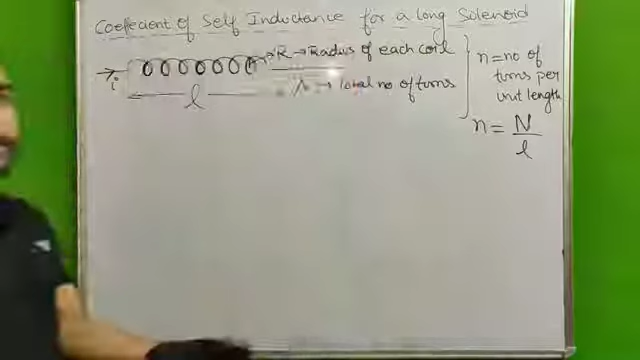 Coefficient of Self Inductance for a long Solenoid
R → Radius of each coil
i
l
N → total no of turns
n = no of
turns per
unit length
n = N
l